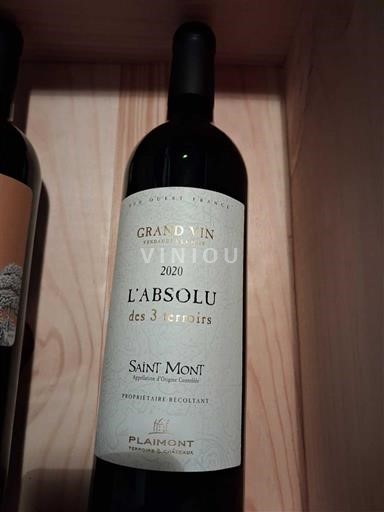 SUD OUEST FRANCE
GRAND VIN
VENDANGÉ À LA MAIN
VINIOU
2020
L'ABSOLU
des 3 terroirs
SAINT MONT
Appellation d'Origine Contrôlée
PROPRIÉTAIRE RÉCOLTANT
PLAIMONT
TERROIRS & CHÂTEAUX